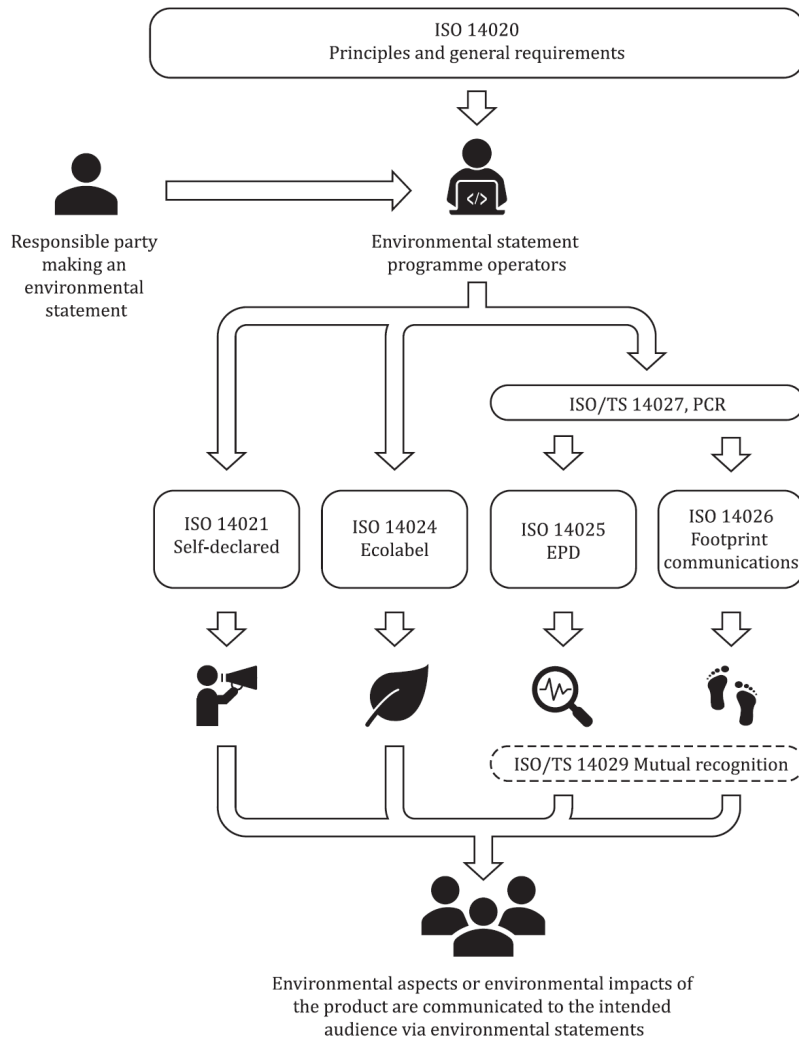 ISO 14020
Principles and general requirements
</>
Responsible party
making an
environmental
statement
Environmental statement
programme operators
ISO/TS 14027, PCR
ISO 14021
Self-declared
ISO 14024
Ecolabel
ISO 14025
EPD
ISO 14026
Footprint
communications
ISO/TS 14029 Mutual recognition
Environmental aspects or environmental impacts of
the product are communicated to the intended
audience via environmental statements